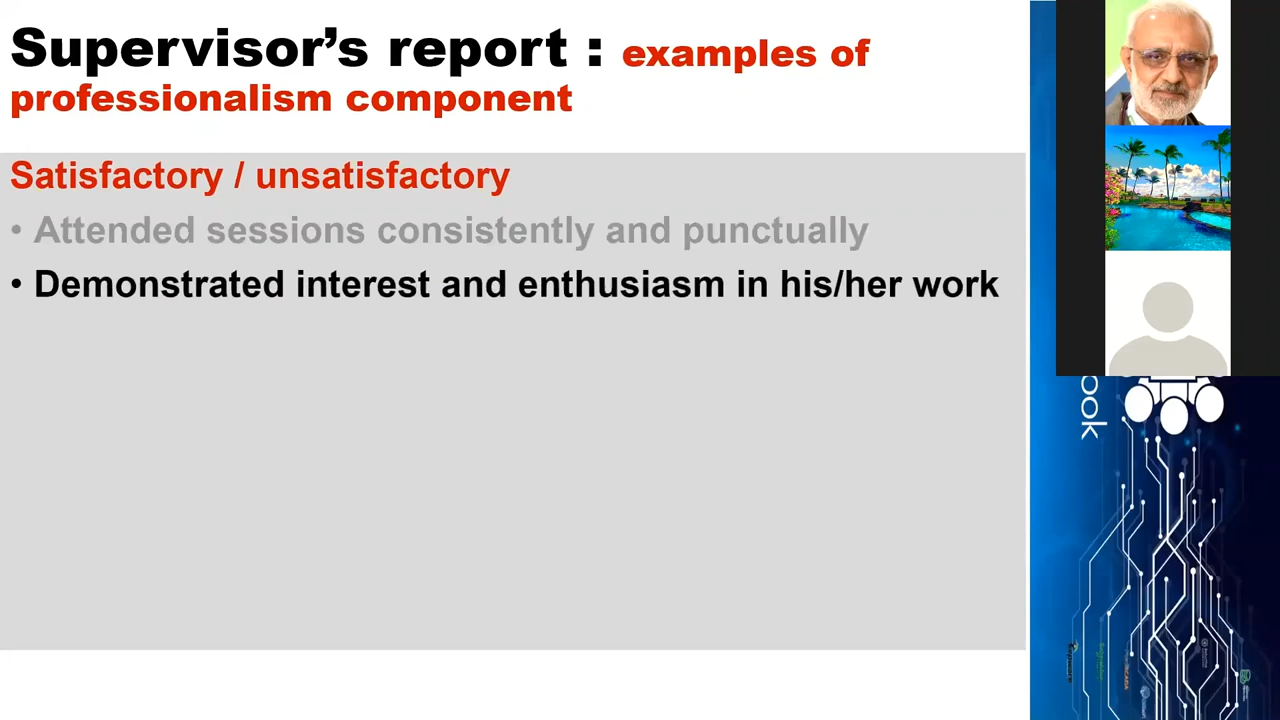 Supervisor’s report : examples of
professionalism component
Satisfactory / unsatisfactory
• Attended sessions consistently and punctually
• Demonstrated interest and enthusiasm in his/her work
ook